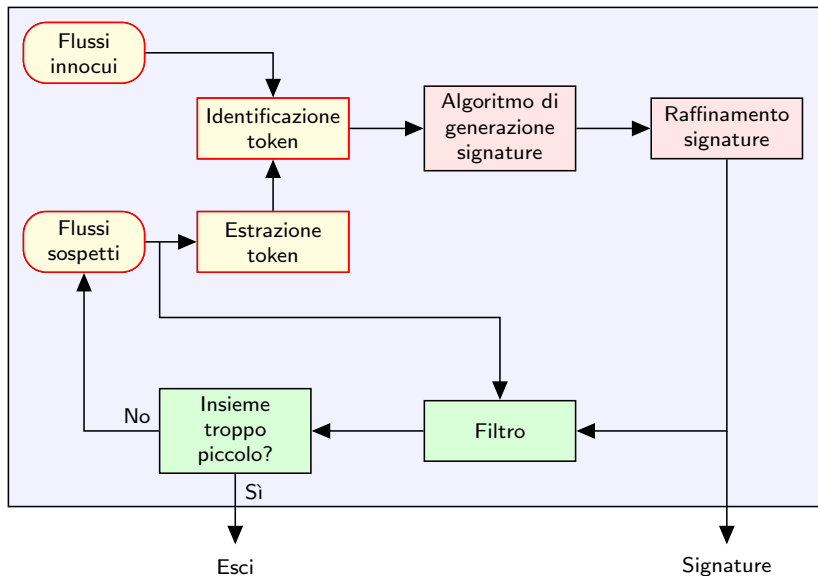 Flussi
innocui
Identificazione
token
Algoritmo di
generazione
signature
Raffinamento
signature
Flussi
sospetti
Estrazione
token
No
Insieme
troppo
piccolo?
Filtro
Sì
Esci
Signature